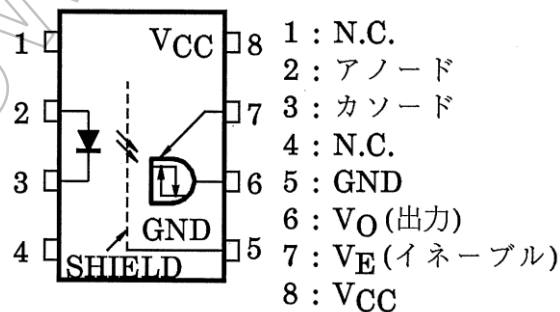 1
2
3
4
VCC
GND
SHIELD
8
7
6
5
1 : N.C.
2 : アノード
3 : カソード
4 : N.C.
5 : GND
6 : VO (出力)
7 : VE (イネーブル)
8 : VCC